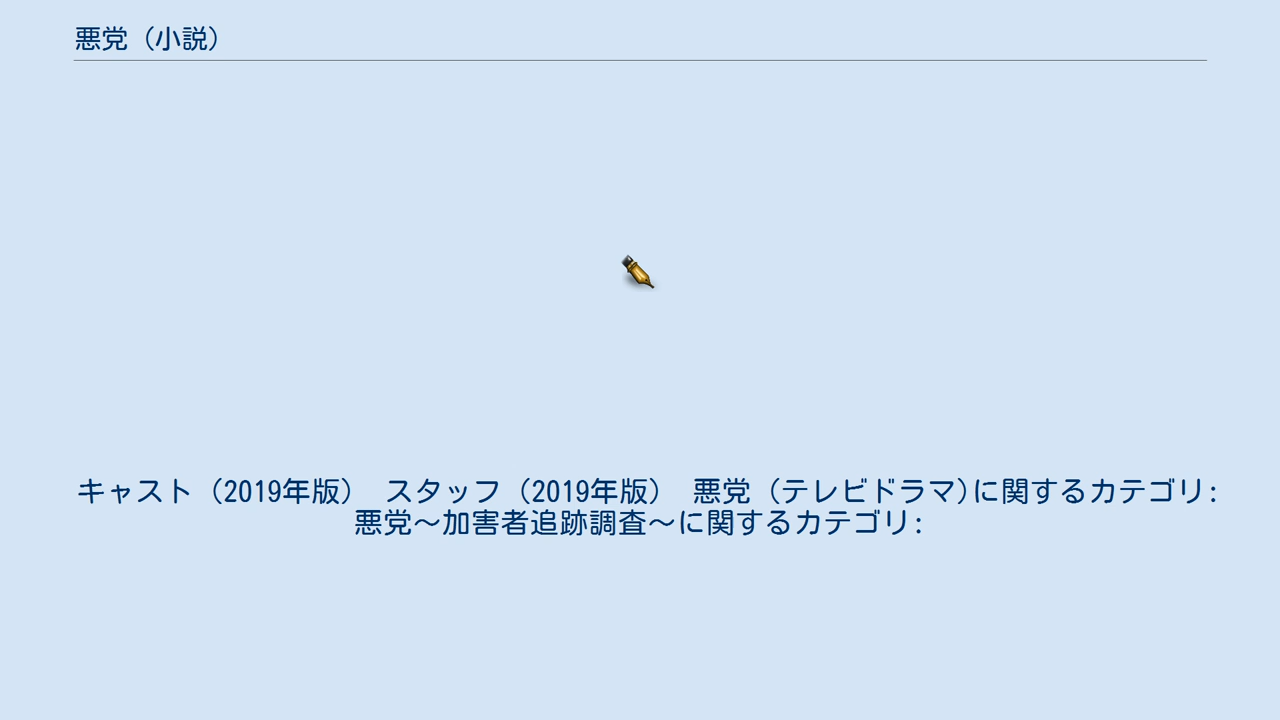 悪党（小説）
キャスト（2019年版） スタッフ（2019年版） 悪党（テレビドラマ)に関するカテゴリ:
悪党～加害者追跡調査～に関するカテゴリ: